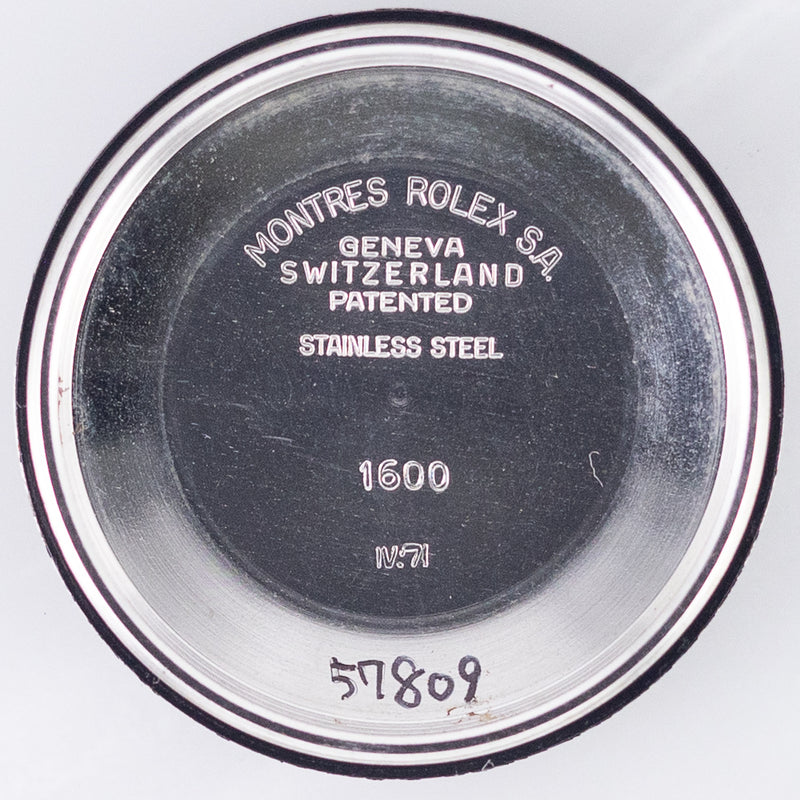 MONTRES ROLEX S.A.
GENEVA
SWITZERLAND
PATENTED
STAINLESS STEEL
1600
IV.71
57809